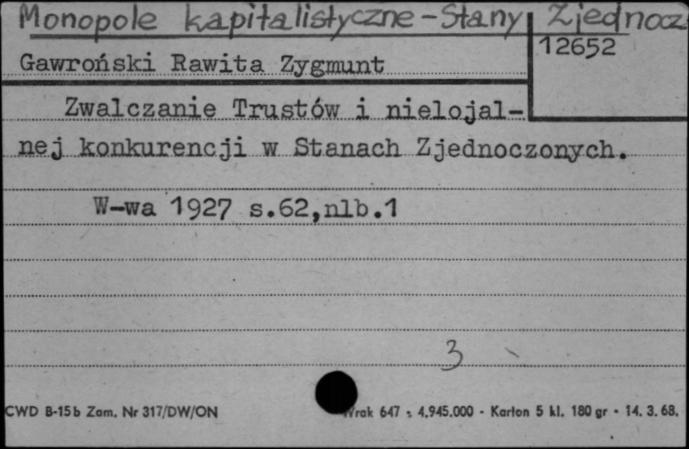 Monopole kapitalistyczne - Stany Zjednocz
12652
Gawroński Rawita Zygmunt
Zwalczanie Trustów i nielojal-
nej konkurencji w Stanach Zjednoczonych.
W-wa 1927 s.62,nlb.1
3
CWD B-15b Zam. Nr 317/DW/ON rak 647 4.945.000 - Karton 5 kl. 180 gr - 14. 3. 68.